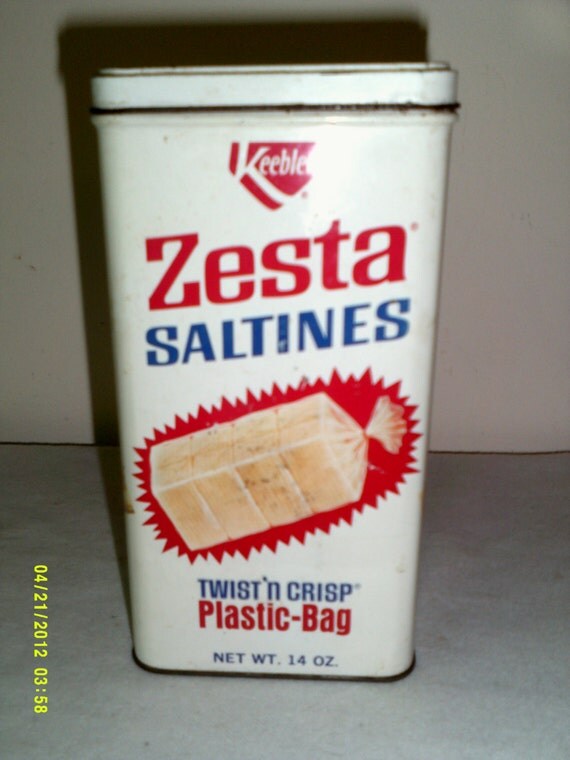 Keebler®
Zesta®
SALTINES
TWIST'n CRISP®
Plastic-Bag
NET WT. 14 OZ.
04/21/2012 03:58